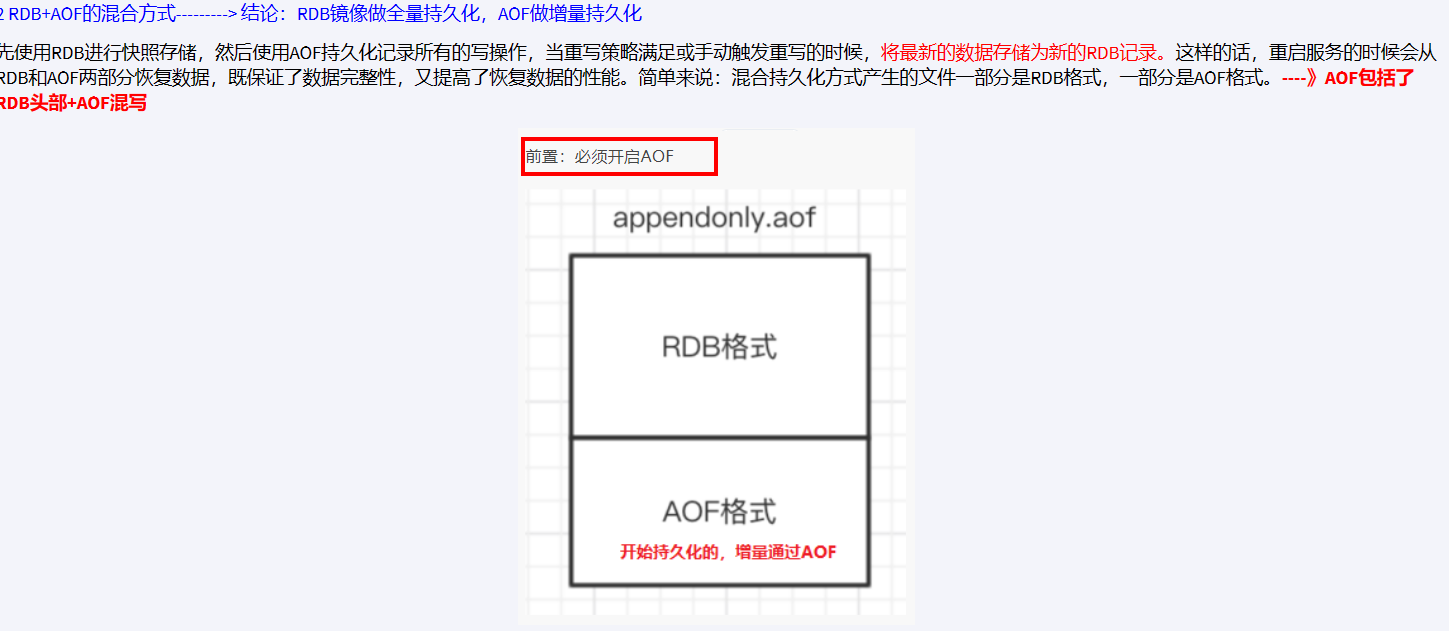 2 RDB+AOF的混合方式---------> 结论：RDB镜像做全量持久化，AOF做增量持久化
先使用RDB进行快照存储，然后使用AOF持久化记录所有的写操作，当重写策略满足或手动触发重写的时候，将最新的数据存储为新的RDB记录。这样的话，重启服务的时候会从
RDB和AOF两部分恢复数据，既保证了数据完整性，又提高了恢复数据的性能。简单来说：混合持久化方式产生的文件一部分是RDB格式，一部分是AOF格式。----》AOF包括了
RDB头部+AOF混写
前置：必须开启AOF
appendonly.aof
RDB格式
AOF格式
开始持久化的，增量通过AOF